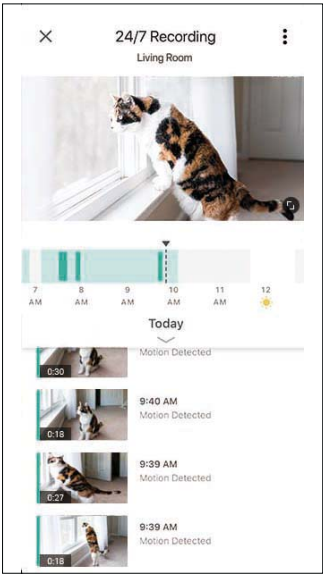 24/7 Recording
Living Room
7 8 9 10 11 12
AM AM AM AM AM
Today
Motion Detected
0:30
9:40 AM
Motion Detected
0:18
9:39 AM
Motion Detected
0:27
9:39 AM
Motion Detected
0:18